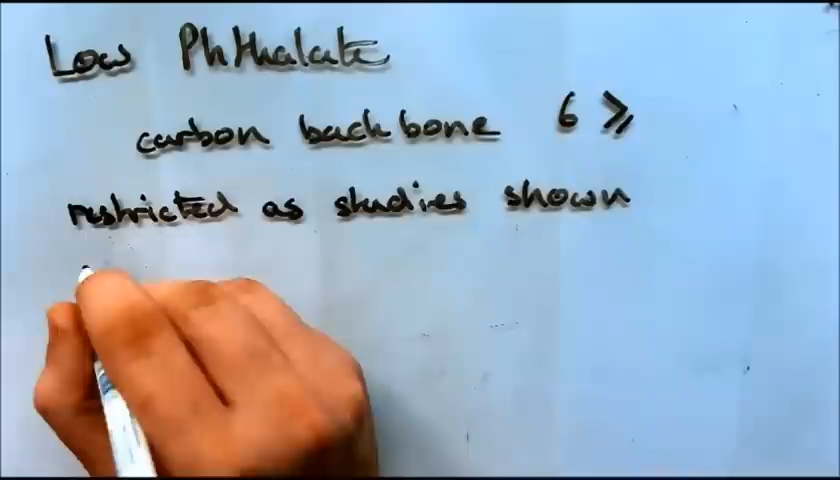 Low Phthalate
carbon backbone 6 ≥
restricted as studies shown